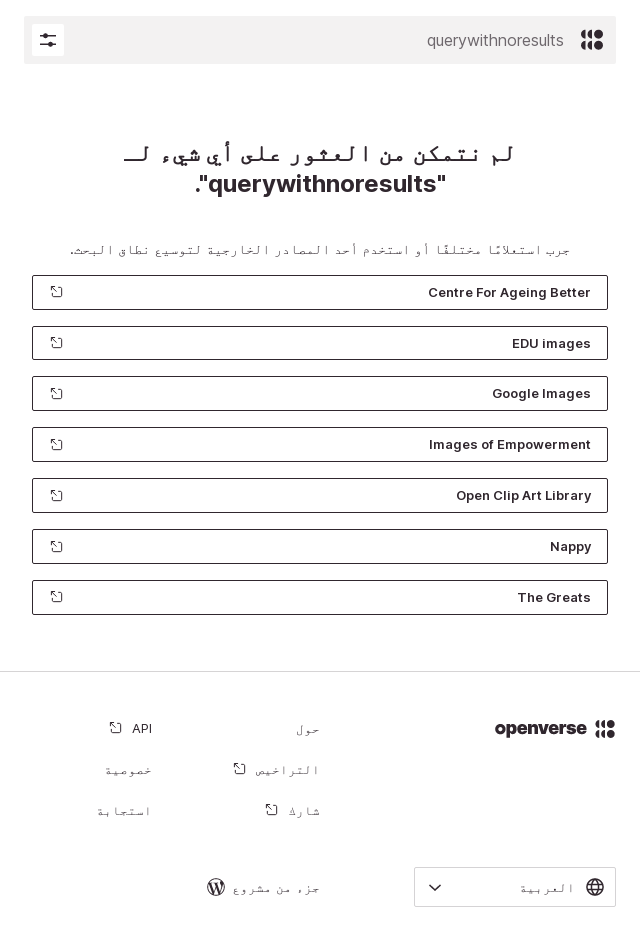 querywithnoresults
لم نتمكن من العثور على أي شيء لـ
"querywithnoresults".
جرب استعلامًا مختلفًا أو استخدم أحد المصادر الخارجية لتوسيع نطاق البحث.
Centre For Ageing Better
EDU images
Google Images
Images of Empowerment
Open Clip Art Library
Nappy
The Greats
openverse
حول
API
التراخيص
خصوصية
شارك
استجابة
العربية
جزء من مشروع